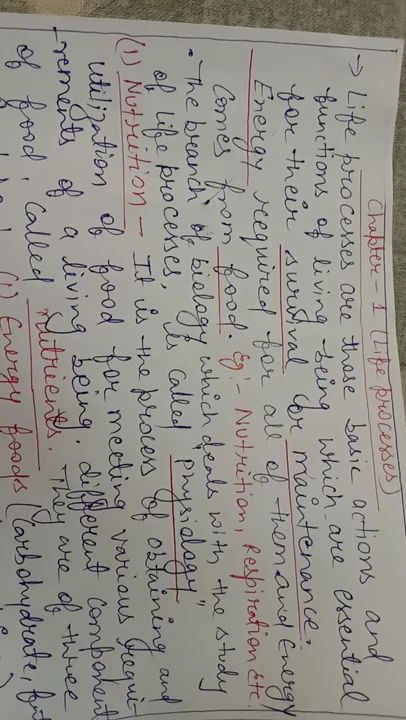 Chapter - 1 (Life processes)
→ Life processes are those basic actions and
functions of living being which are essential
for their survival or maintenance.
Energy required for all of them and energy
comes from food. Eg:- Nutrition, Respiration etc.
• The branch of biology which deals with the study
of life processes, is called "physiology"
(1) Nutrition - It is the process of obtaining and
utilization of food for meeting various requi-
-rements of a living being. different component
of food called nutrients. They are of three
(i) Energy foods (Carbohydrate,